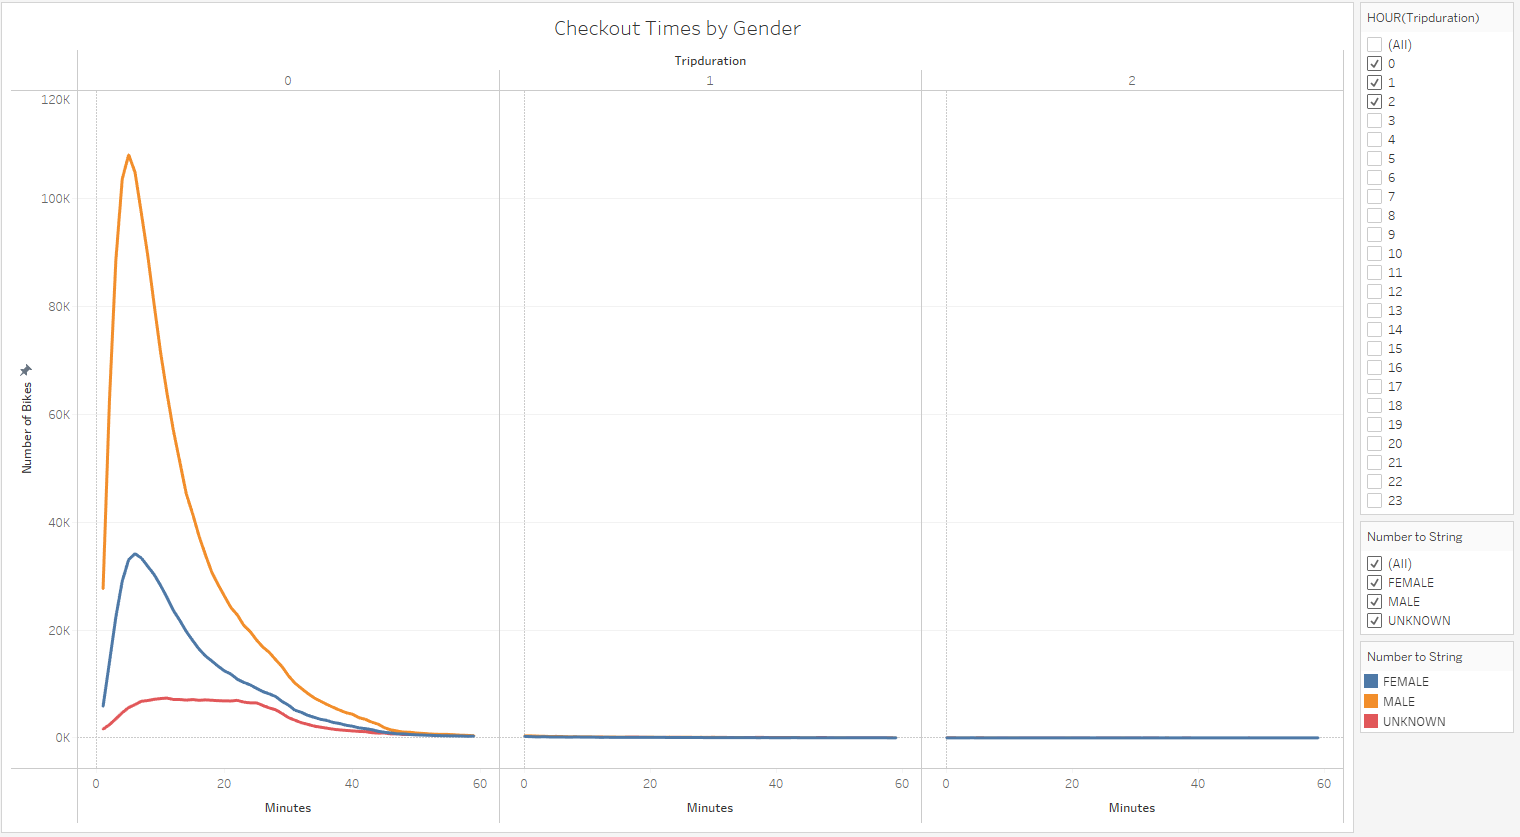 Checkout Times by Gender
Tripduration
0 1 2
120K
100K
80K
60K
40K
20K
0K
Number of Bikes
0 20 40 60 0 20 40 60 0 20 40 60
Minutes Minutes Minutes
HOUR(Tripduration)
(All)
0
1
2
3
4
5
6
7
8
9
10
11
12
13
14
15
16
17
18
19
20
21
22
23
Number to String
(All)
FEMALE
MALE
UNKNOWN
Number to String
FEMALE
MALE
UNKNOWN